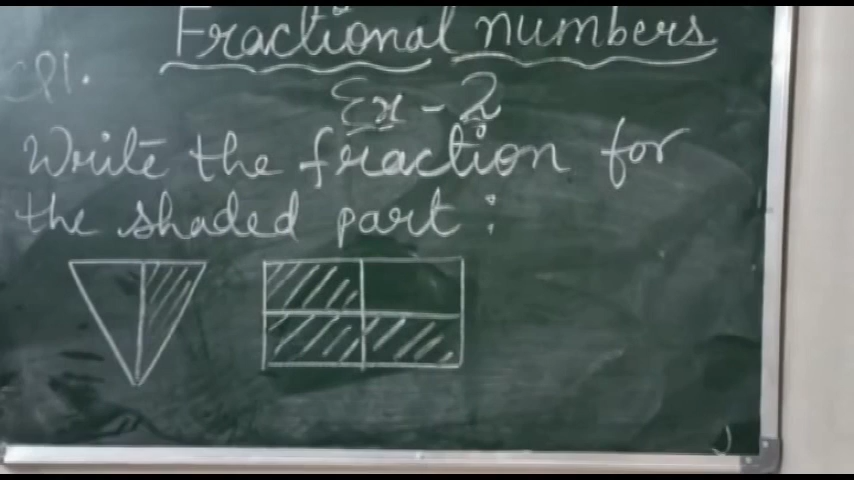 Fractional numbers
Q1.
Ex - 2
Write the fraction for
the shaded part :